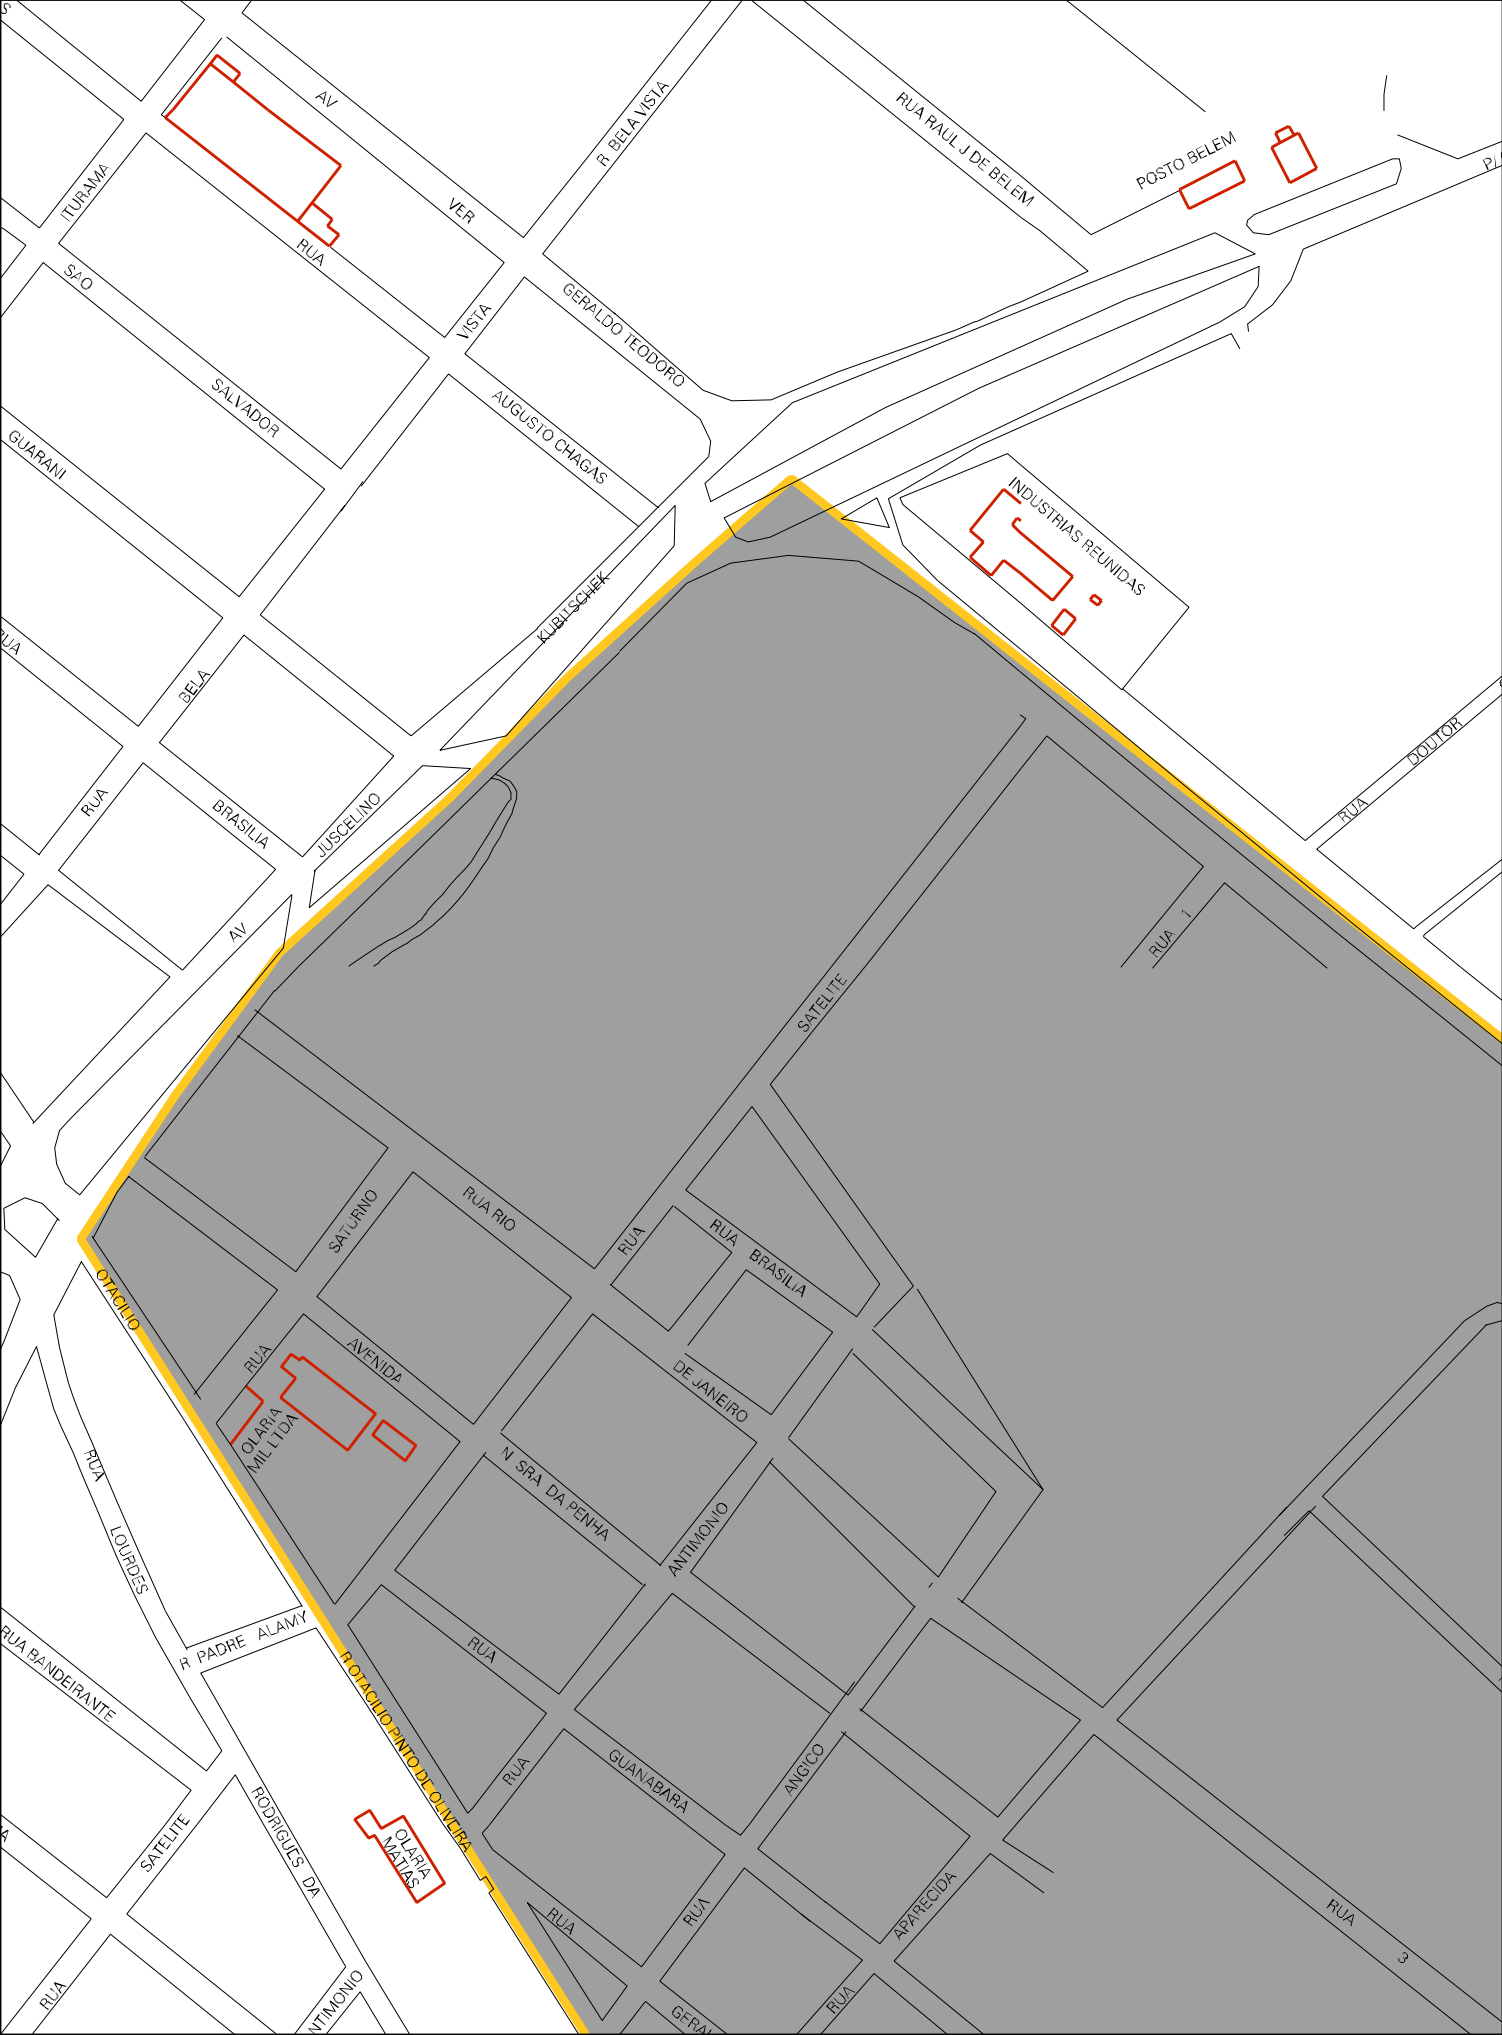 S
AV
R BELA VISTA
RUA RAUL J DE BELEM
POSTO BELEM
ITURAMA
VER
RUA
SAO
GERALDO TEODORO
VISTA
SALVADOR
AUGUSTO CHAGAS
GUARANI
INDUSTRIAS REUNIDAS
KUBITSCHEK
BELA
DOUTOR
RUA
RUA
BRASILIA
JUSCELINO
AV
RUA 1
SATELITE
SATURNO
RUA RIO
RUA
RUA BRASILIA
OTACILIO
RUA
AVENIDA
DE JANEIRO
OLARIA
MIL LTDA
N SRA DA PENHA
RUA
ANTIMONIO
LOURDES
R PADRE ALAMY
RUA BANDEIRANTE
RUA
R OTACILIO PINTO DE OLIVEIRA
RUA
GUANABARA
ANGICO
SATELITE
RODRIGUES DA
OLARIA
MATIAS
RUA
RUA
APARECIDA
RUA 3
RUA
ANTIMONIO
RUA